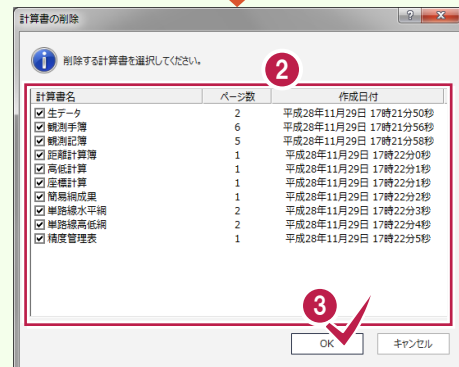 計算書の削除
削除する計算書を選択してください。
2
計算書名 ページ数 作成日付
生データ 2 平成28年11月29日 17時21分50秒
観測手簿 6 平成28年11月29日 17時21分56秒
観測記簿 5 平成28年11月29日 17時21分58秒
距離計算簿 1 平成28年11月29日 17時22分0秒
高低計算 1 平成28年11月29日 17時22分1秒
座標計算 1 平成28年11月29日 17時22分1秒
簡易網成果 1 平成28年11月29日 17時22分2秒
単路線水平網 2 平成28年11月29日 17時22分3秒
単路線高低網 2 平成28年11月29日 17時22分4秒
精度管理表 1 平成28年11月29日 17時22分5秒
3
OK キャンセル